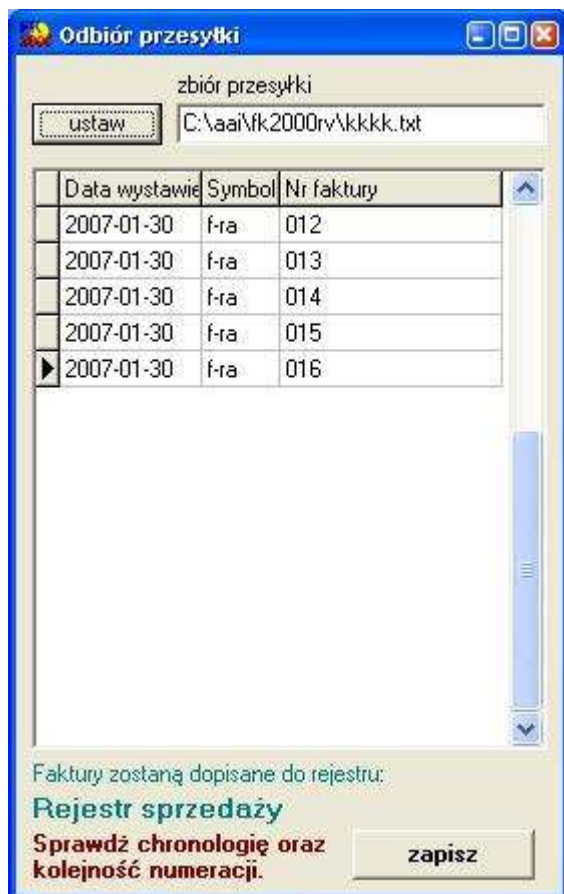 Odbiór przesyłki
zbiór przesyłki
ustaw C:\aai\fk2000rv\kkkk.txt
Data wystawie Symbol Nr faktury
2007-01-30 f-ra 012
2007-01-30 f-ra 013
2007-01-30 f-ra 014
2007-01-30 f-ra 015
2007-01-30 f-ra 016
Faktury zostaną dopisane do rejestru:
Rejestr sprzedaży
Sprawdź chronologię oraz
kolejność numeracji.
zapisz